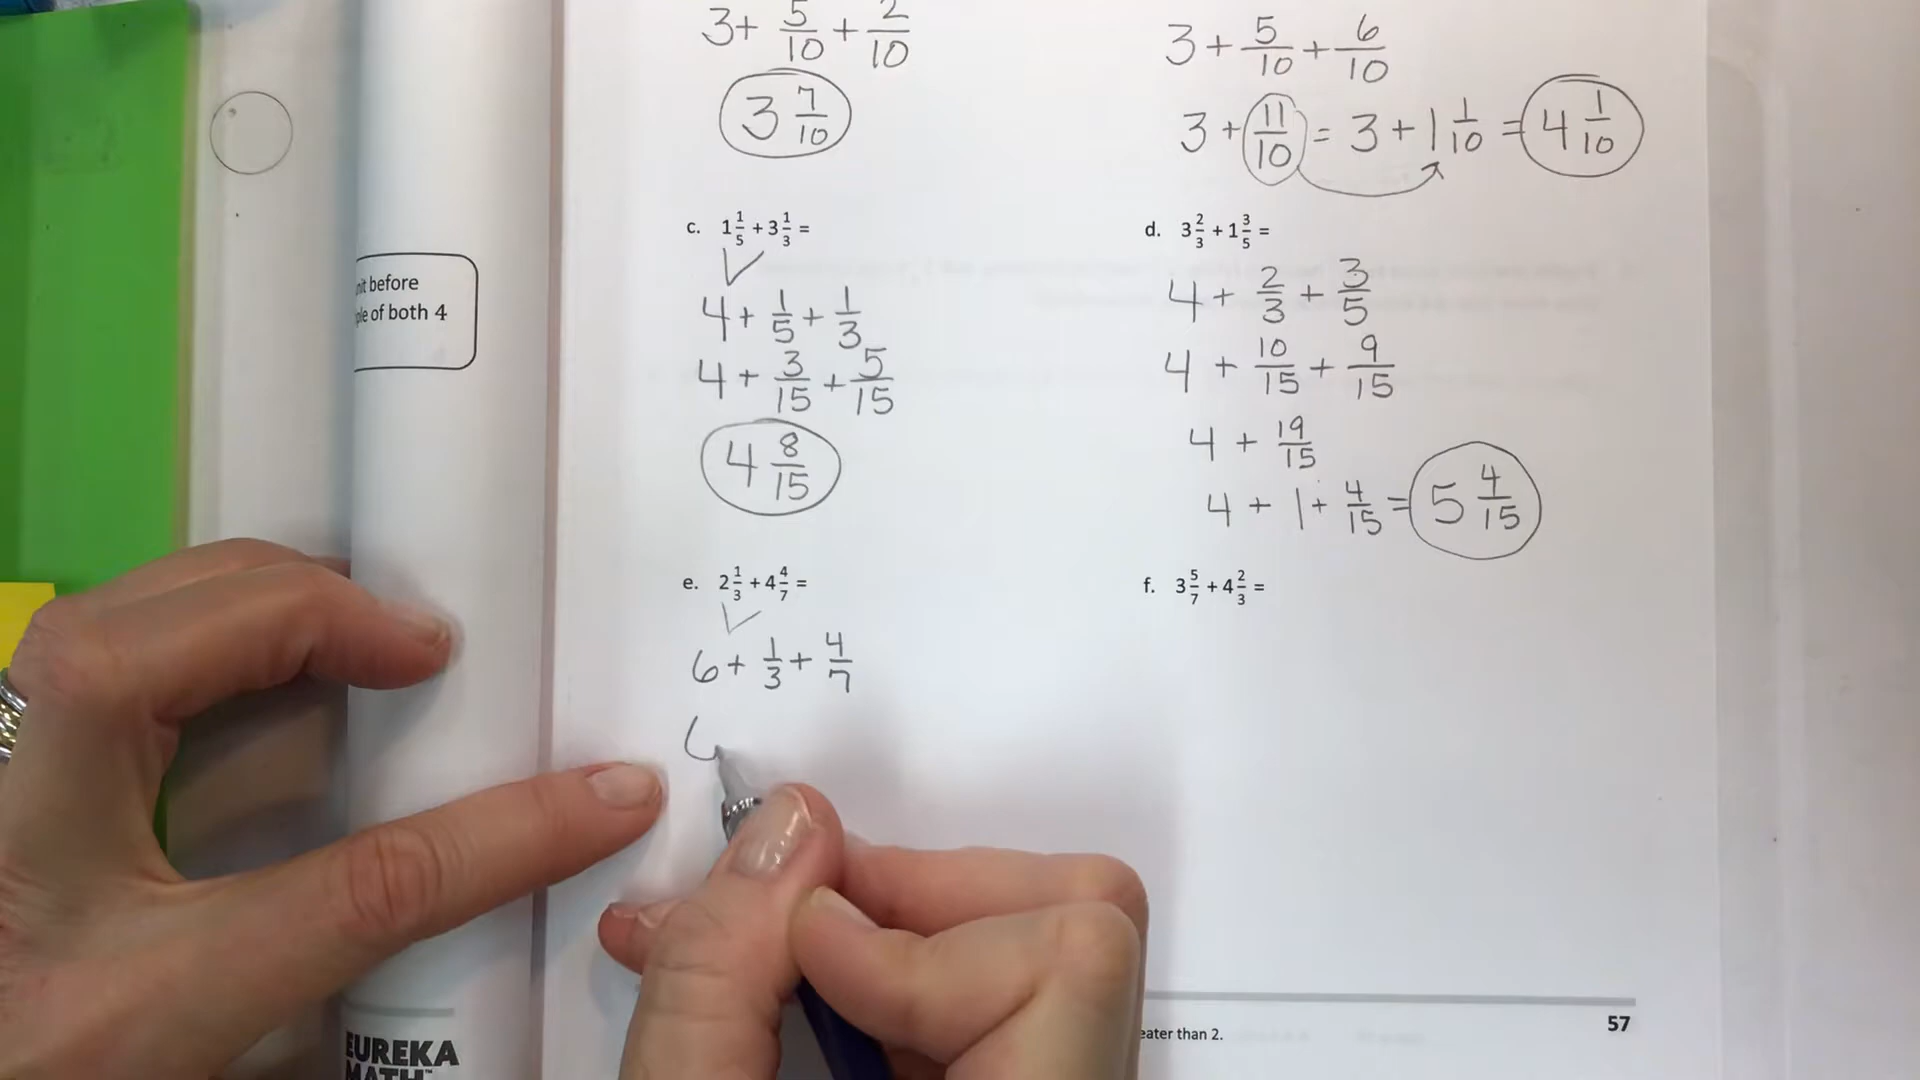 3 + 5/10 + 2/10
3 7/10
3 + 5/10 + 6/10
3 + 11/10 = 3 + 1 1/10 = 4 1/10
nit before
ple of both 4
c. 1 1/5 + 3 1/3 =
4 + 1/5 + 1/3
4 + 3/15 + 5/15
4 8/15
d. 3 2/3 + 1 3/5 =
4 + 2/3 + 3/5
4 + 10/15 + 9/15
4 + 19/15
4 + 1 + 4/15 = 5 4/15
e. 2 1/3 + 4 4/7 =
6 + 1/3 + 4/7
f. 3 5/7 + 4 2/3 =
EUREKA
MATH™
eater than 2.
57